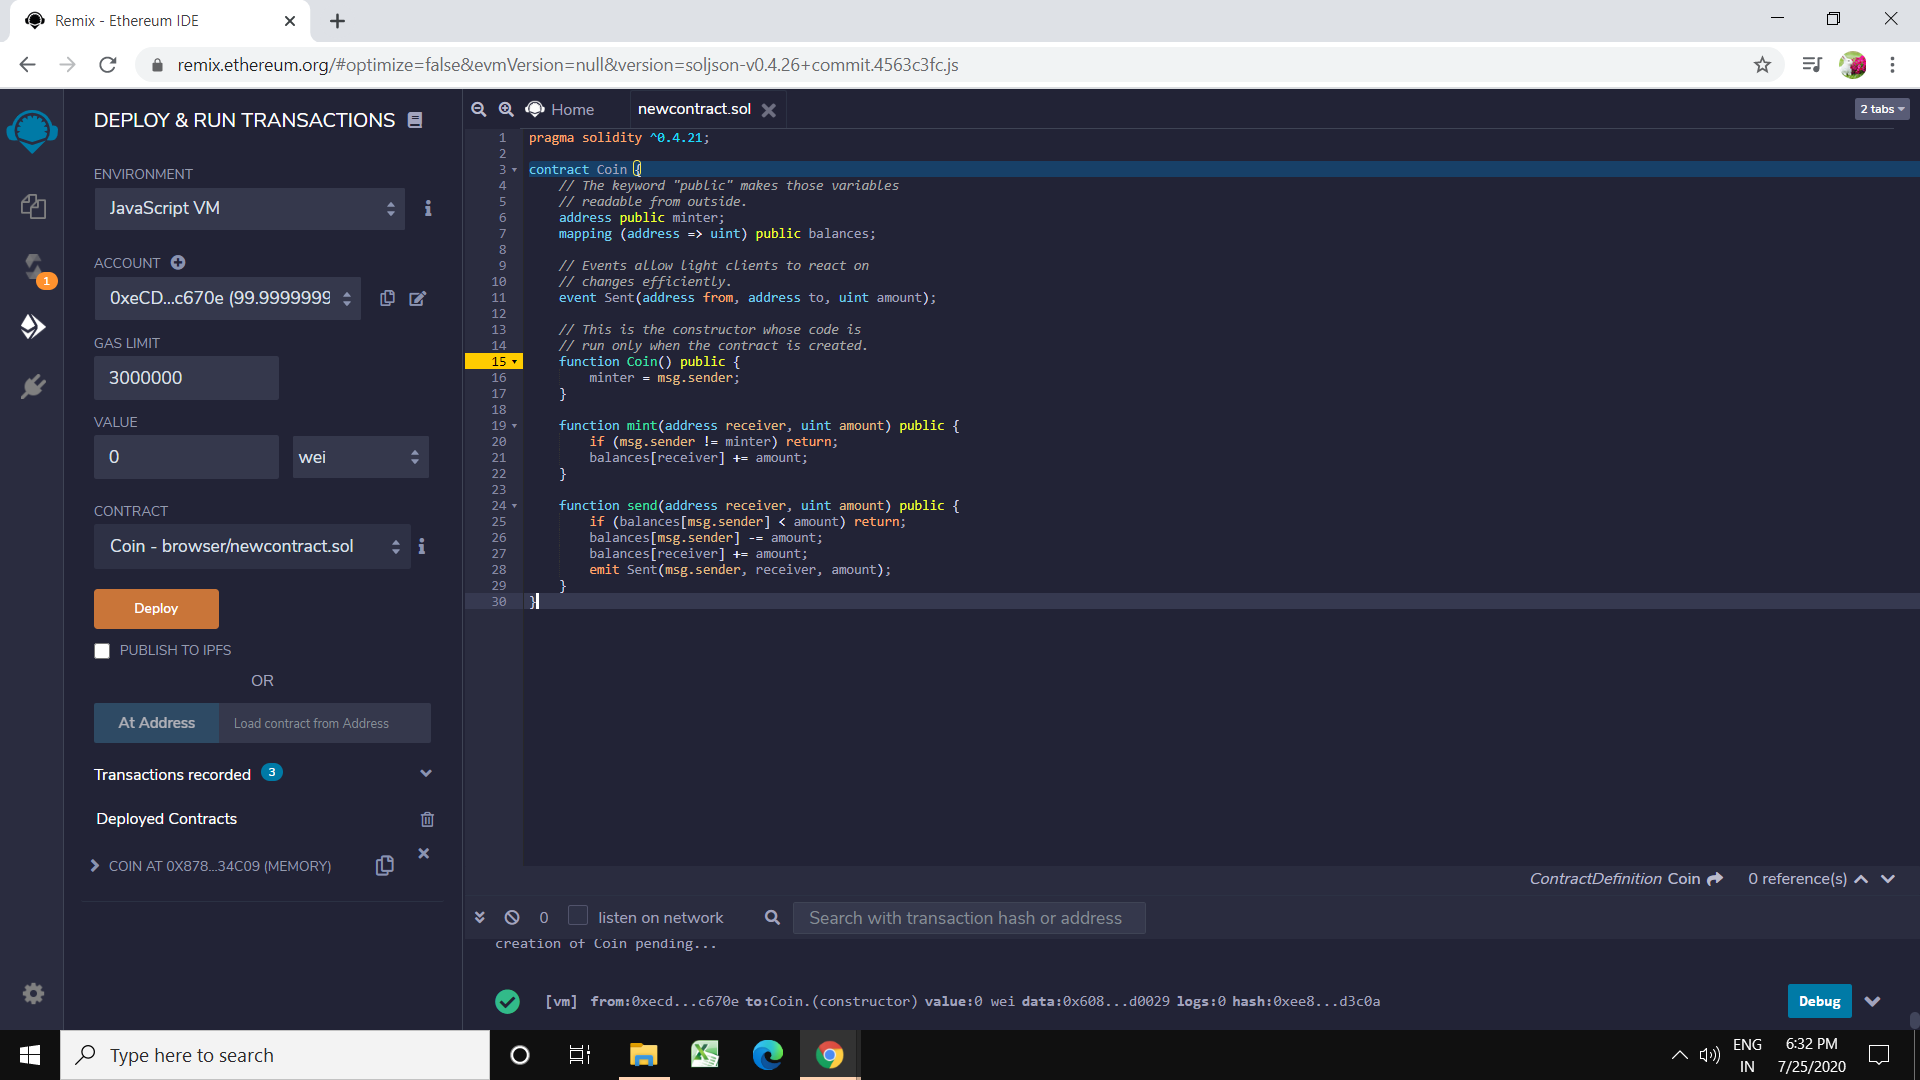 Remix - Ethereum IDE
remix.ethereum.org/#optimize=false&evmVersion=null&version=soljson-v0.4.26+commit.4563c3fc.js
DEPLOY & RUN TRANSACTIONS
ENVIRONMENT
JavaScript VM
ACCOUNT
0xeCD...c670e (99.9999999
GAS LIMIT
3000000
VALUE
0
wei
CONTRACT
Coin - browser/newcontract.sol
Deploy
PUBLISH TO IPFS
OR
At Address
Load contract from Address
Transactions recorded 3
Deployed Contracts
COIN AT 0X878...34C09 (MEMORY)
1
Home
newcontract.sol
2 tabs
1 pragma solidity ^0.4.21;
2
3 contract Coin {
4 // The keyword "public" makes those variables
5 // readable from outside.
6 address public minter;
7 mapping (address => uint) public balances;
8
9 // Events allow light clients to react on
10 // changes efficiently.
11 event Sent(address from, address to, uint amount);
12
13 // This is the constructor whose code is
14 // run only when the contract is created.
15 function Coin() public {
16 minter = msg.sender;
17 }
18
19 function mint(address receiver, uint amount) public {
20 if (msg.sender != minter) return;
21 balances[receiver] += amount;
22 }
23
24 function send(address receiver, uint amount) public {
25 if (balances[msg.sender] < amount) return;
26 balances[msg.sender] -= amount;
27 balances[receiver] += amount;
28 emit Sent(msg.sender, receiver, amount);
29 }
30 }
ContractDefinition Coin 0 reference(s)
0 listen on network
Search with transaction hash or address
creation of Coin pending...
[vm] from:0xecd...c670e to:Coin.(constructor) value:0 wei data:0x608...d0029 logs:0 hash:0xee8...d3c0a
Debug
Type here to search
ENG
IN
6:32 PM
7/25/2020